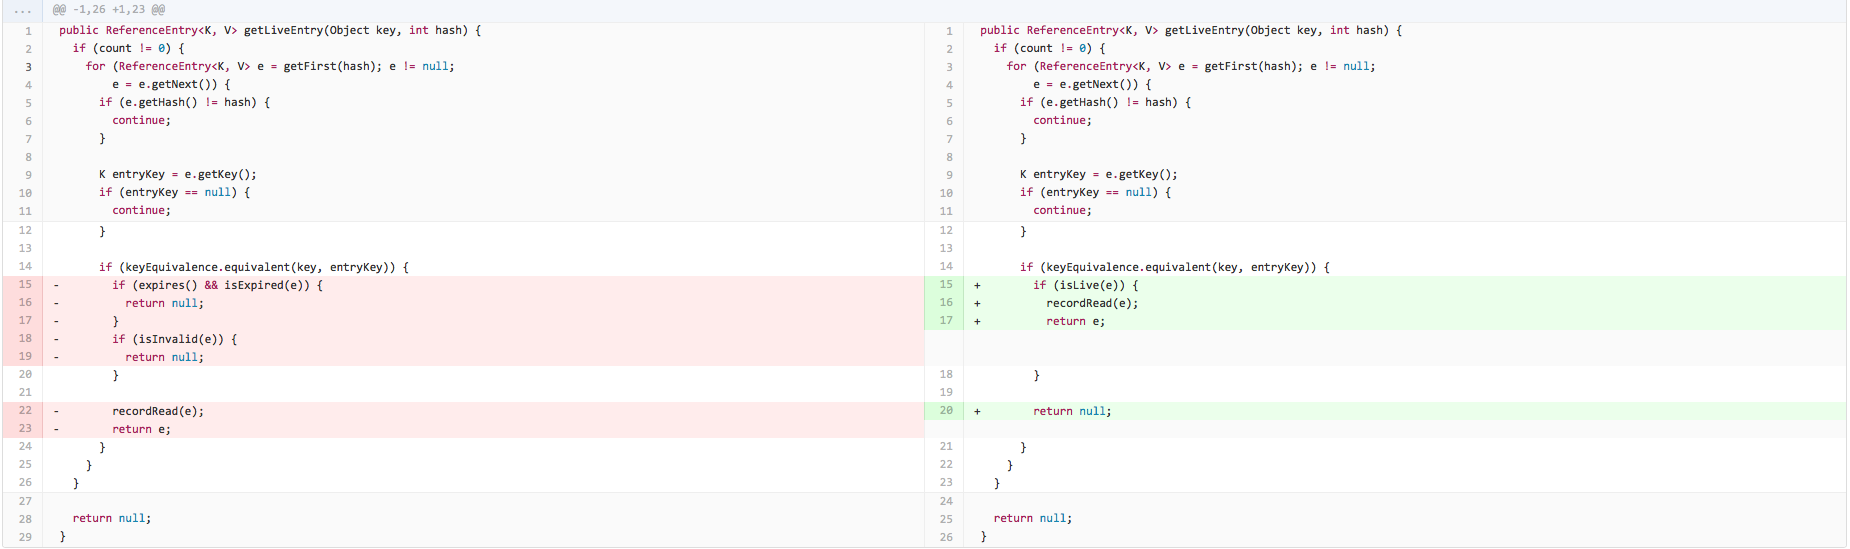 ... @@ -1,26 +1,23 @@
1 public ReferenceEntry<K, V> getLiveEntry(Object key, int hash) {
2 if (count != 0) {
3 for (ReferenceEntry<K, V> e = getFirst(hash); e != null;
4 e = e.getNext()) {
5 if (e.getHash() != hash) {
6 continue;
7 }
8
9 K entryKey = e.getKey();
10 if (entryKey == null) {
11 continue;
12 }
13
14 if (keyEquivalence.equivalent(key, entryKey)) {
15 - if (expires() && isExpired(e)) {
16 - return null;
17 - }
18 - if (isInvalid(e)) {
19 - return null;
20 }
21
22 - recordRead(e);
23 - return e;
24 }
25 }
26 }
27
28 return null;
29 }
1 public ReferenceEntry<K, V> getLiveEntry(Object key, int hash) {
2 if (count != 0) {
3 for (ReferenceEntry<K, V> e = getFirst(hash); e != null;
4 e = e.getNext()) {
5 if (e.getHash() != hash) {
6 continue;
7 }
8
9 K entryKey = e.getKey();
10 if (entryKey == null) {
11 continue;
12 }
13
14 if (keyEquivalence.equivalent(key, entryKey)) {
15 + if (isLive(e)) {
16 + recordRead(e);
17 + return e;
18 }
19
20 + return null;
21 }
22 }
23 }
24
25 return null;
26 }